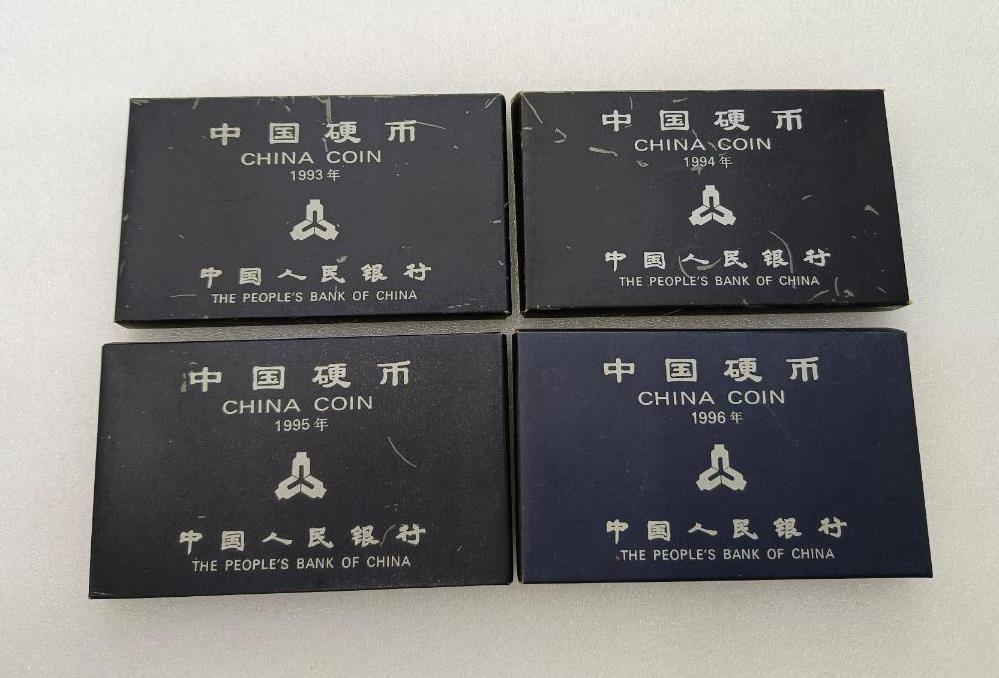 中国硬币
CHINA COIN
1993年
中国人民银行
THE PEOPLE'S BANK OF CHINA
中国硬币
CHINA COIN
1994年
中国人民银行
THE PEOPLE'S BANK OF CHINA
中国硬币
CHINA COIN
1995年
中国人民银行
THE PEOPLE'S BANK OF CHINA
中国硬币
CHINA COIN
1996年
中国人民银行
THE PEOPLE'S BANK OF CHINA